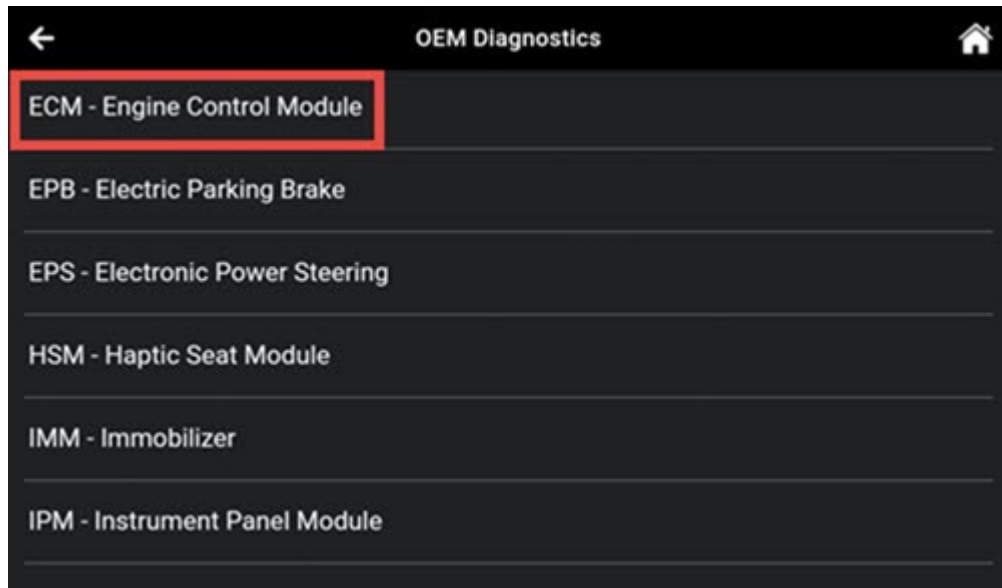 OEM Diagnostics
ECM - Engine Control Module
EPB - Electric Parking Brake
EPS - Electronic Power Steering
HSM - Haptic Seat Module
IMM - Immobilizer
IPM - Instrument Panel Module